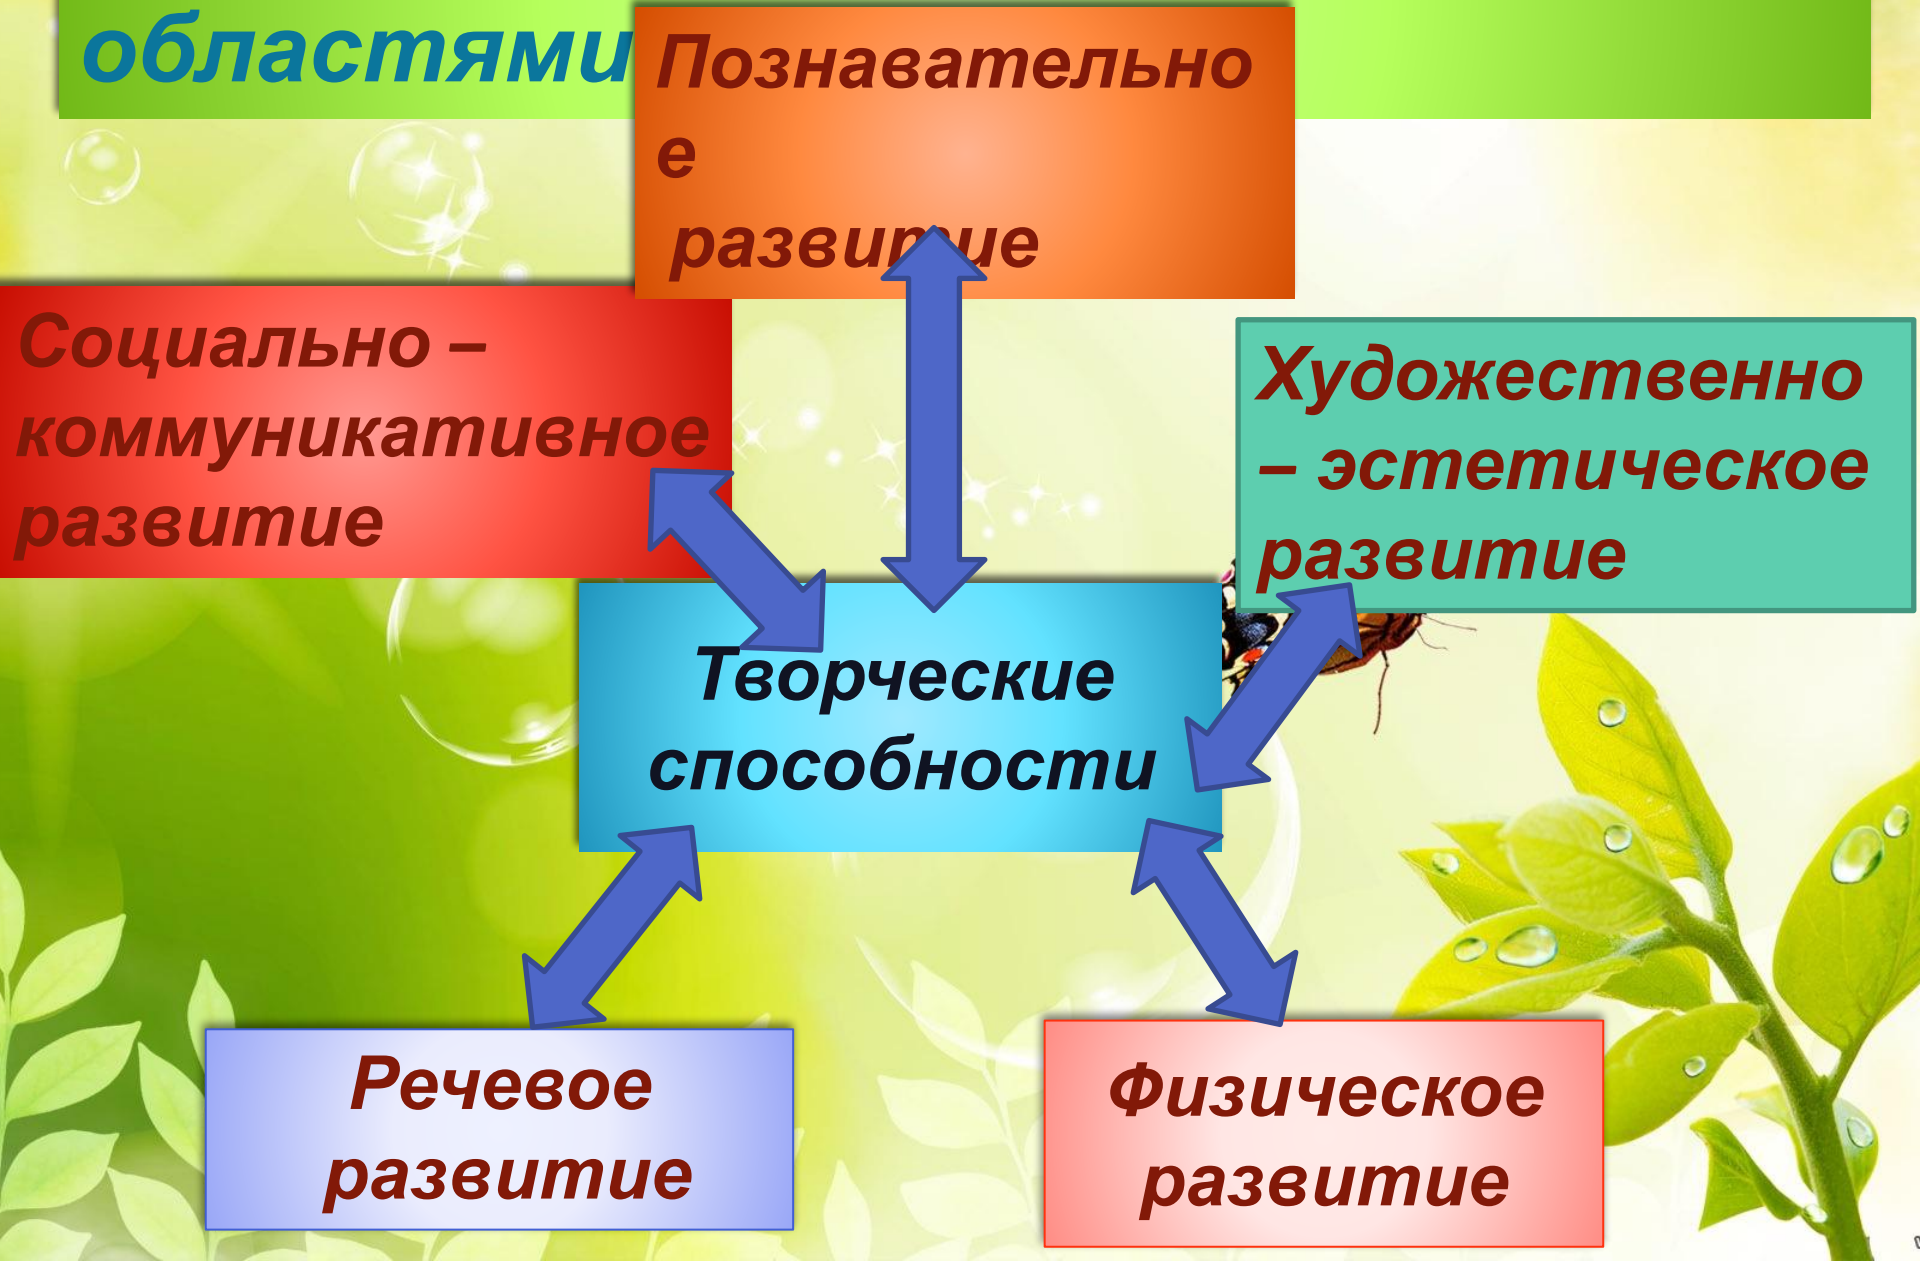 областями
Познавательно
е
развитие
Социально –
коммуникативное
развитие
Художественно
– эстетическое
развитие
Творческие
способности
Речевое
развитие
Физическое
развитие